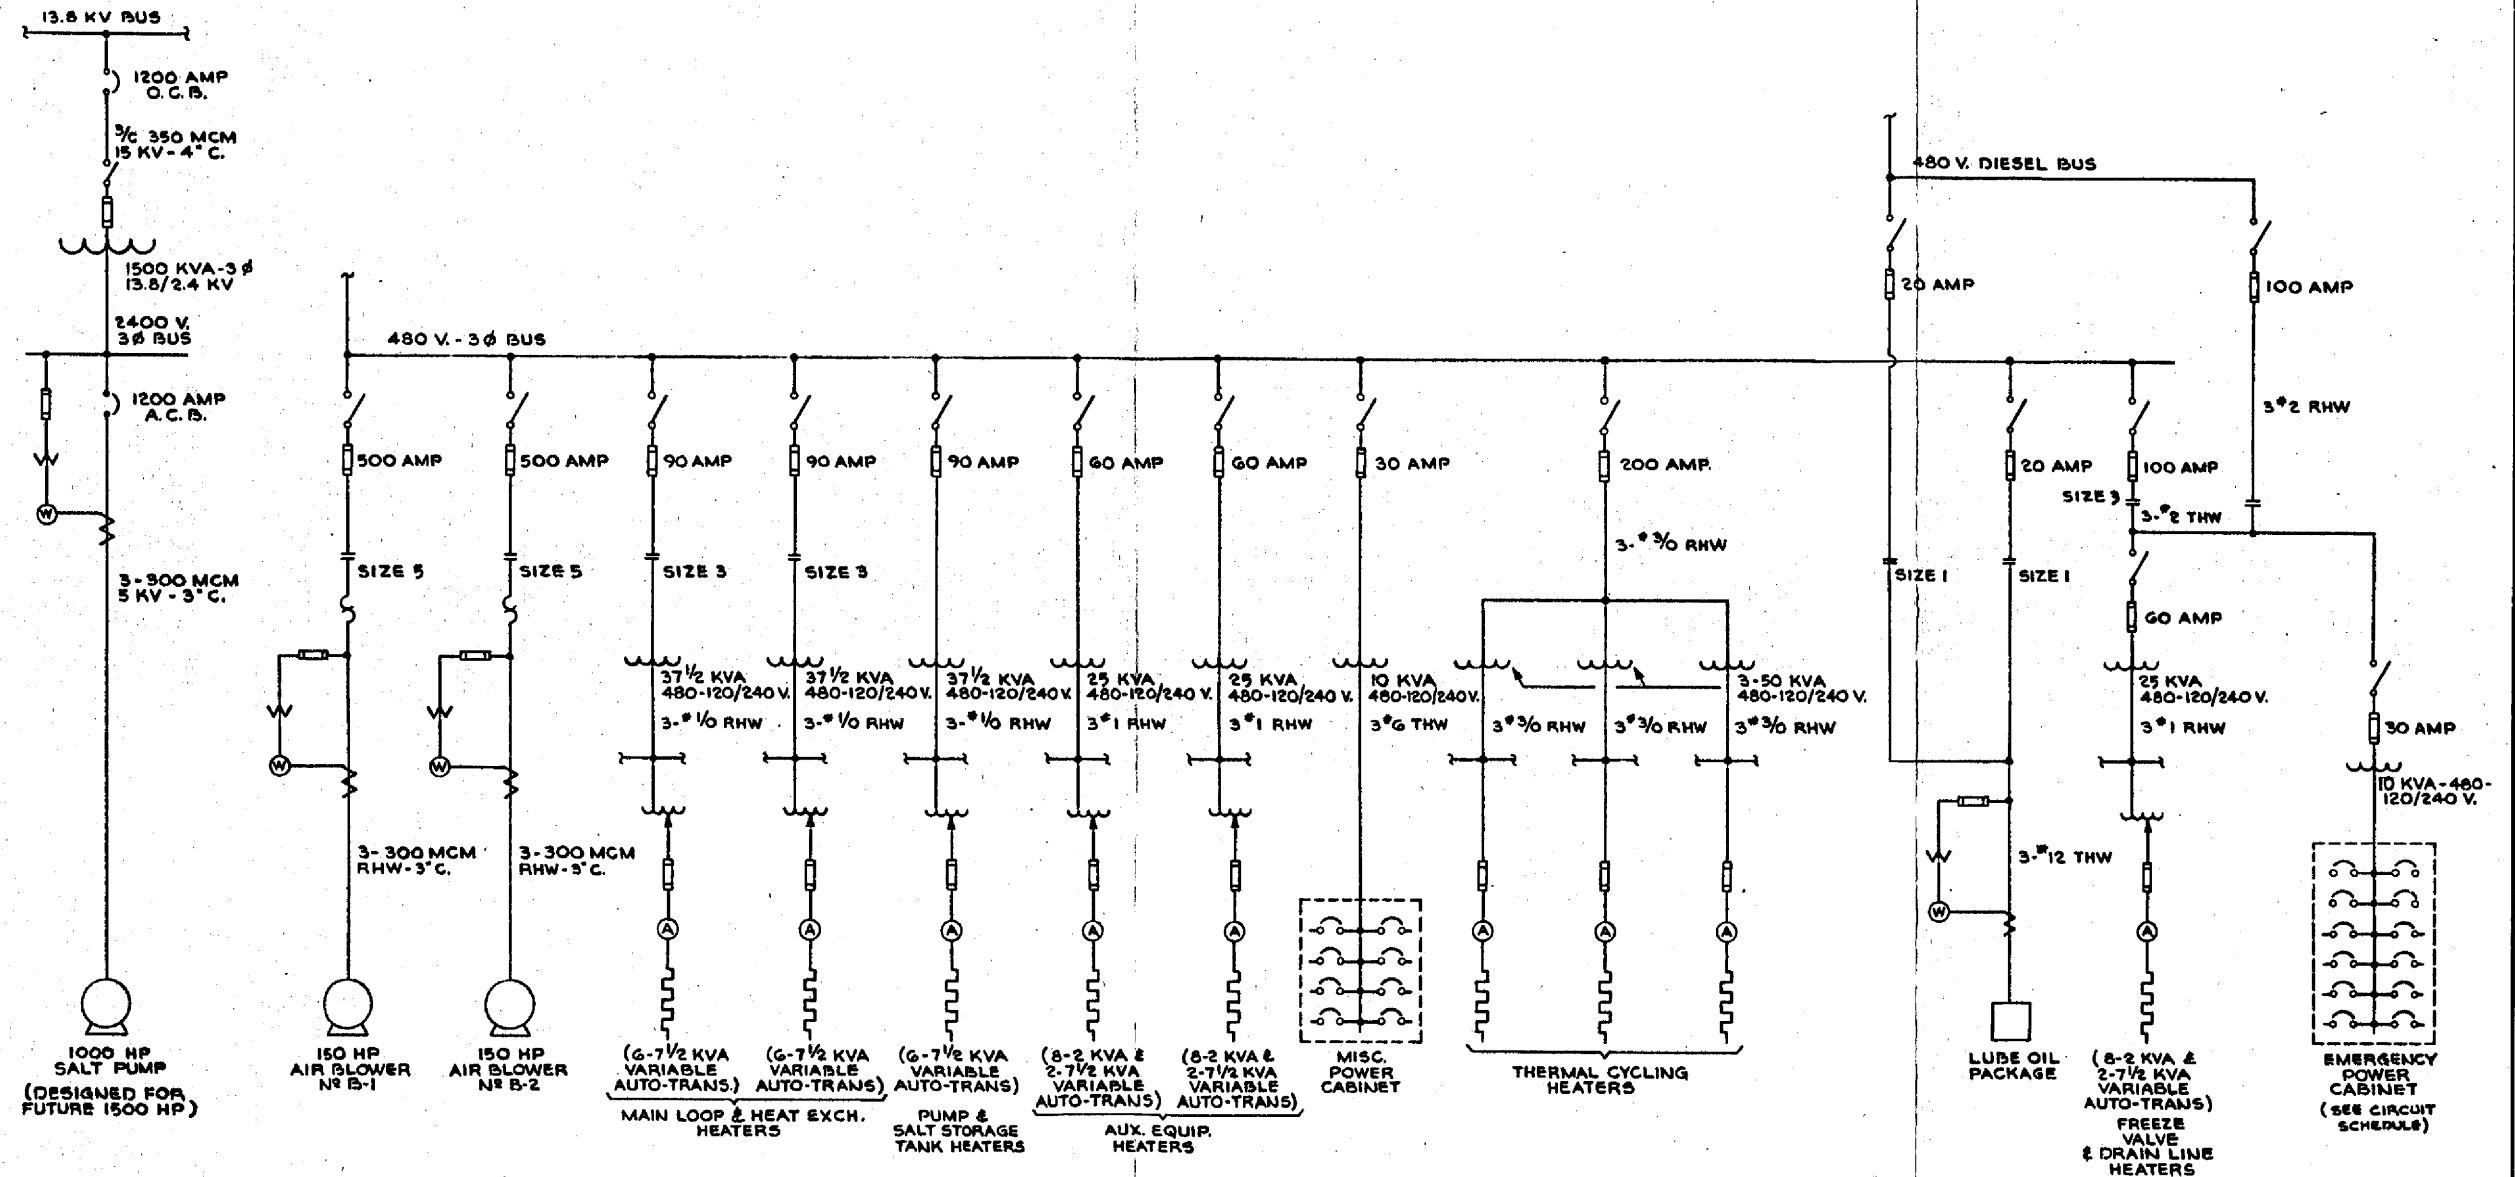 13.8 KV BUS
1200 AMP
O.C.B.
3/C 350 MCM
15 KV - 4" C.
1500 KVA-3 φ
13.8/2.4 KV
2400 V.
3φ BUS
1200 AMP
A.C.B.
W
3-300 MCM
5 KV - 3" C.
1000 HP
SALT PUMP
(DESIGNED FOR
FUTURE 1500 HP)
480 V. - 3φ BUS
500 AMP
SIZE 5
W
3-300 MCM
RHW-3" C.
150 HP
AIR BLOWER
Nº B-1
500 AMP
SIZE 5
W
3-300 MCM
RHW-3" C.
150 HP
AIR BLOWER
Nº B-2
90 AMP
SIZE 3
37 1/2 KVA
480-120/240 V.
3-#1/0 RHW
A
(6-7 1/2 KVA
VARIABLE
AUTO-TRANS.)
90 AMP
SIZE 3
37 1/2 KVA
480-120/240 V.
3-#1/0 RHW
A
(6-7 1/2 KVA
VARIABLE
AUTO-TRANS)
MAIN LOOP & HEAT EXCH.
HEATERS
90 AMP
37 1/2 KVA
480-120/240 V.
3-#1/0 RHW
A
(6-7 1/2 KVA
VARIABLE
AUTO-TRANS)
PUMP &
SALT STORAGE
TANK HEATERS
60 AMP
25 KVA
480-120/240 V.
3#1 RHW
A
(8-2 KVA &
2-7 1/2 KVA
VARIABLE
AUTO-TRANS)
60 AMP
25 KVA
480-120/240 V.
3#1 RHW
A
(8-2 KVA &
2-7 1/2 KVA
VARIABLE
AUTO-TRANS)
AUX. EQUIP.
HEATERS
30 AMP
10 KVA
480-120/240V.
3#6 THW
MISC.
POWER
CABINET
200 AMP.
3-#3/0 RHW
3-50 KVA
480-120/240 V.
3#3/0 RHW
3#3/0 RHW
3#3/0 RHW
A
A
A
THERMAL CYCLING
HEATERS
480 V. DIESEL BUS
20 AMP
SIZE 1
20 AMP
SIZE 1
W
3-#12 THW
LUBE OIL
PACKAGE
100 AMP
3#2 RHW
100 AMP.
SIZE 3
3-#2 THW
60 AMP
25 KVA
480-120/240 V.
3#1 RHW
A
(8-2 KVA &
2-7 1/2 KVA
VARIABLE
AUTO-TRANS)
FREEZE
VALVE
& DRAIN LINE
HEATERS
30 AMP
10 KVA-480-
120/240 V.
EMERGENCY
POWER
CABINET
(SEE CIRCUIT
SCHEDULE)